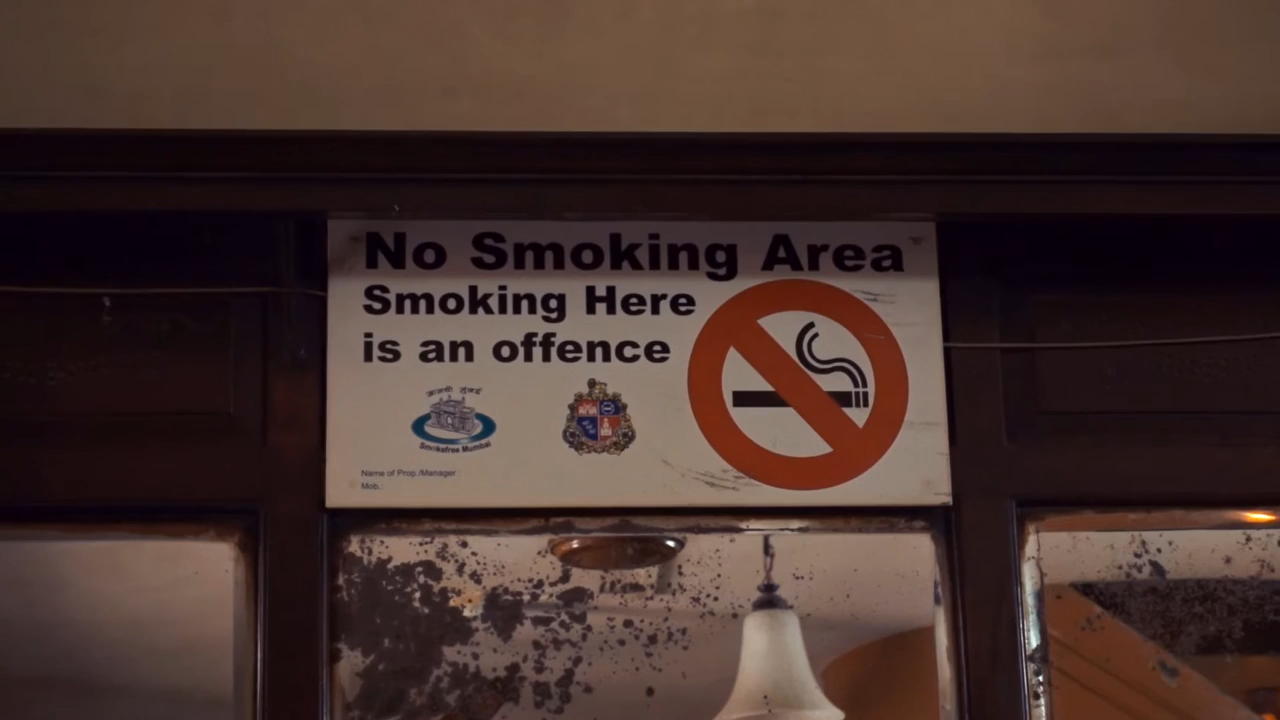 No Smoking Area
Smoking Here
is an offence
Smokefree Mumbai
Name of Prop./Manager
Mob.: